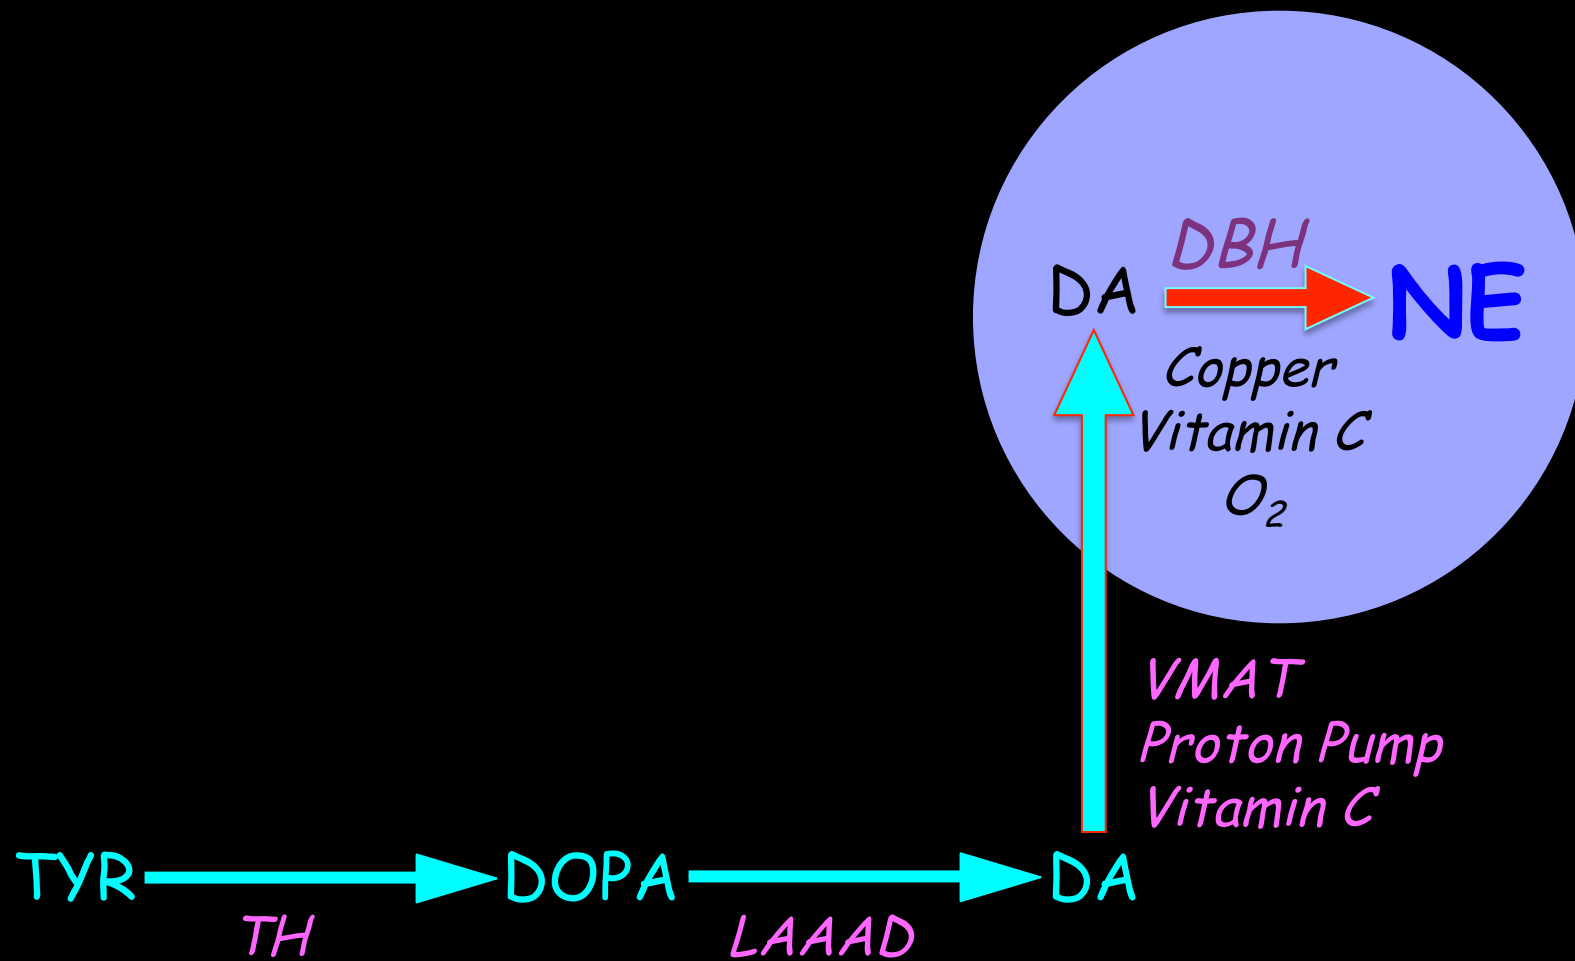 DBH
DA
NE
Copper
Vitamin C
O₂
VMAT
Proton Pump
Vitamin C
TYR
DOPA
DA
TH
LAAAD